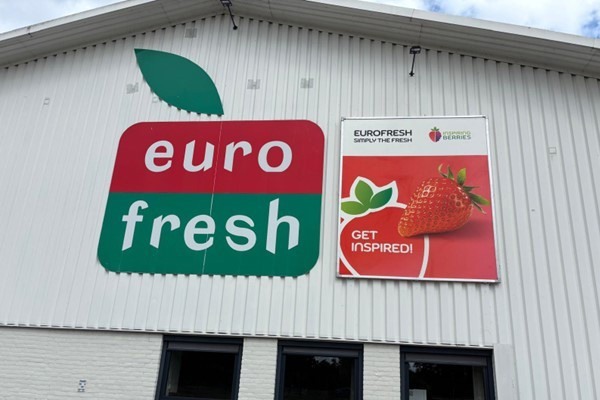 euro
fresh
EUROFRESH
SIMPLY THE FRESH
INSPIRING
BERRIES
GET
INSPIRED!